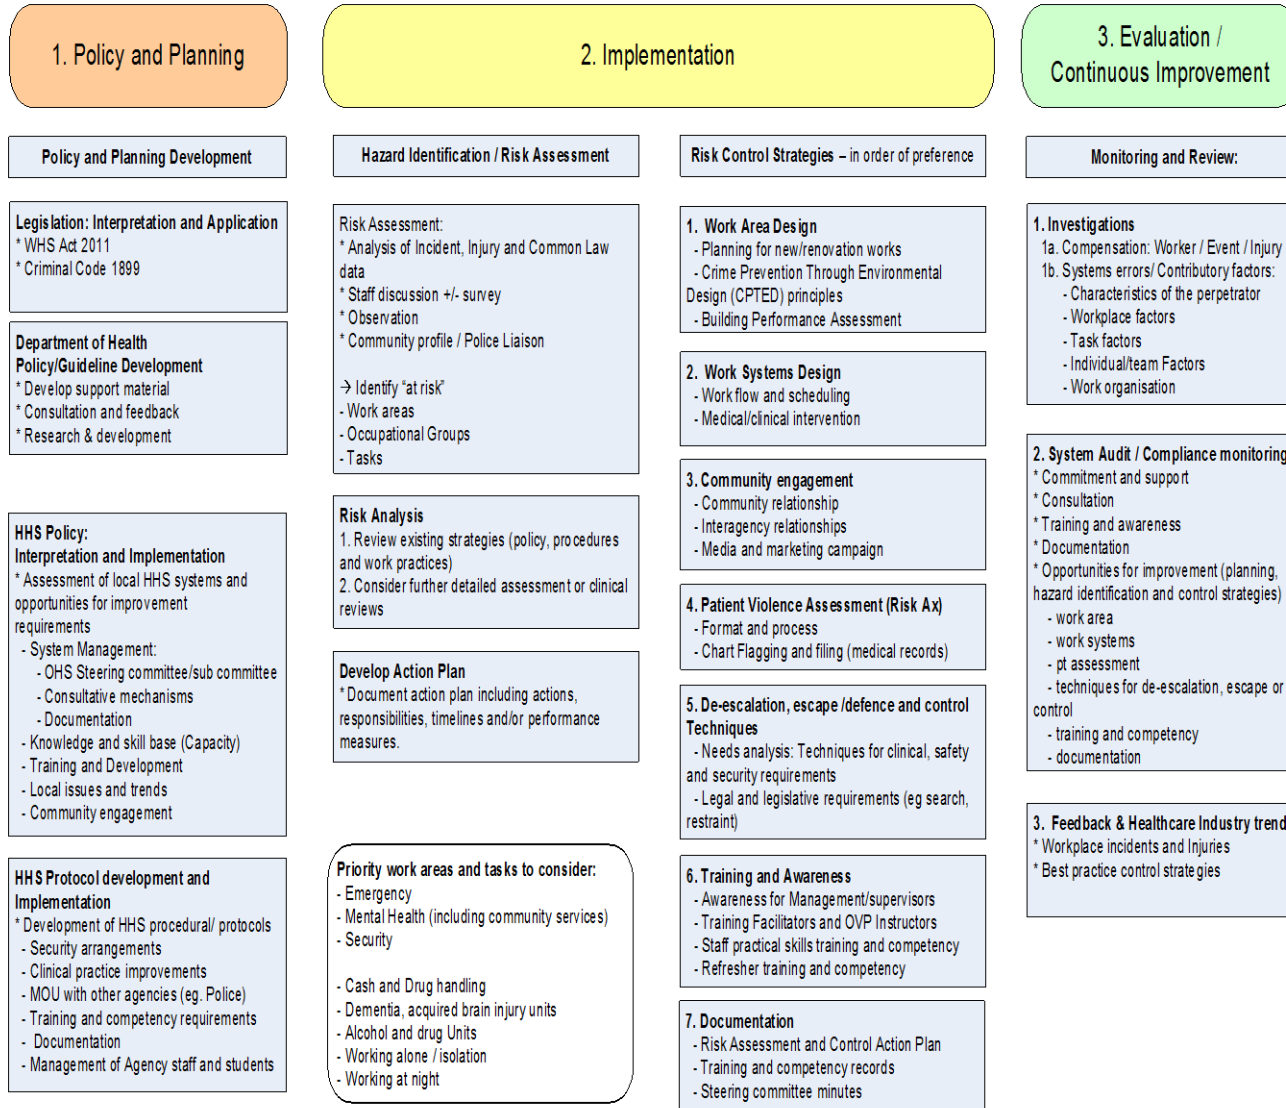 1. Policy and Planning
2. Implementation
3. Evaluation /
Continuous Improvement
Policy and Planning Development
Legislation: Interpretation and Application
* WHS Act 2011
* Criminal Code 1899
Department of Health
Policy/Guideline Development
* Develop support material
* Consultation and feedback
* Research & development
HHS Policy:
Interpretation and Implementation
* Assessment of local HHS systems and
opportunities for improvement
requirements
- System Management:
- OHS Steering committee/sub committee
- Consultative mechanisms
- Documentation
- Knowledge and skill base (Capacity)
- Training and Development
- Local issues and trends
- Community engagement
HHS Protocol development and
Implementation
* Development of HHS procedural/ protocols
- Security arrangements
- Clinical practice improvements
- MOU with other agencies (eg. Police)
- Training and competency requirements
- Documentation
- Management of Agency staff and students
Hazard Identification / Risk Assessment
Risk Assessment:
* Analysis of Incident, Injury and Common Law
data
* Staff discussion +/- survey
* Observation
* Community profile / Police Liaison
→ Identify “at risk”
- Work areas
- Occupational Groups
- Tasks
Risk Analysis
1. Review existing strategies (policy, procedures
and work practices)
2. Consider further detailed assessment or clinical
reviews
Develop Action Plan
* Document action plan including actions,
responsibilities, timelines and/or performance
measures.
Priority work areas and tasks to consider:
- Emergency
- Mental Health (including community services)
- Security
- Cash and Drug handling
- Dementia, acquired brain injury units
- Alcohol and drug Units
- Working alone / isolation
- Working at night
Risk Control Strategies – in order of preference
1. Work Area Design
- Planning for new/renovation works
- Crime Prevention Through Environmental
Design (CPTED) principles
- Building Performance Assessment
2. Work Systems Design
- Work flow and scheduling
- Medical/clinical intervention
3. Community engagement
- Community relationship
- Interagency relationships
- Media and marketing campaign
4. Patient Violence Assessment (Risk Ax)
- Format and process
- Chart Flagging and filing (medical records)
5. De-escalation, escape /defence and control
Techniques
- Needs analysis: Techniques for clinical, safety
and security requirements
- Legal and legislative requirements (eg search,
restraint)
6. Training and Awareness
- Awareness for Management/supervisors
- Training Facilitators and OVP Instructors
- Staff practical skills training and competency
- Refresher training and competency
7. Documentation
- Risk Assessment and Control Action Plan
- Training and competency records
- Steering committee minutes
Monitoring and Review:
1. Investigations
1a. Compensation: Worker / Event / Injury
1b. Systems errors/ Contributory factors:
- Characteristics of the perpetrator
- Workplace factors
- Task factors
- Individual/team Factors
- Work organisation
2. System Audit / Compliance monitoring
* Commitment and support
* Consultation
* Training and awareness
* Documentation
* Opportunities for improvement (planning,
hazard identification and control strategies)
- work area
- work systems
- pt assessment
- techniques for de-escalation, escape or
control
- training and competency
- documentation
3. Feedback & Healthcare Industry trend
* Workplace incidents and Injuries
* Best practice control strategies